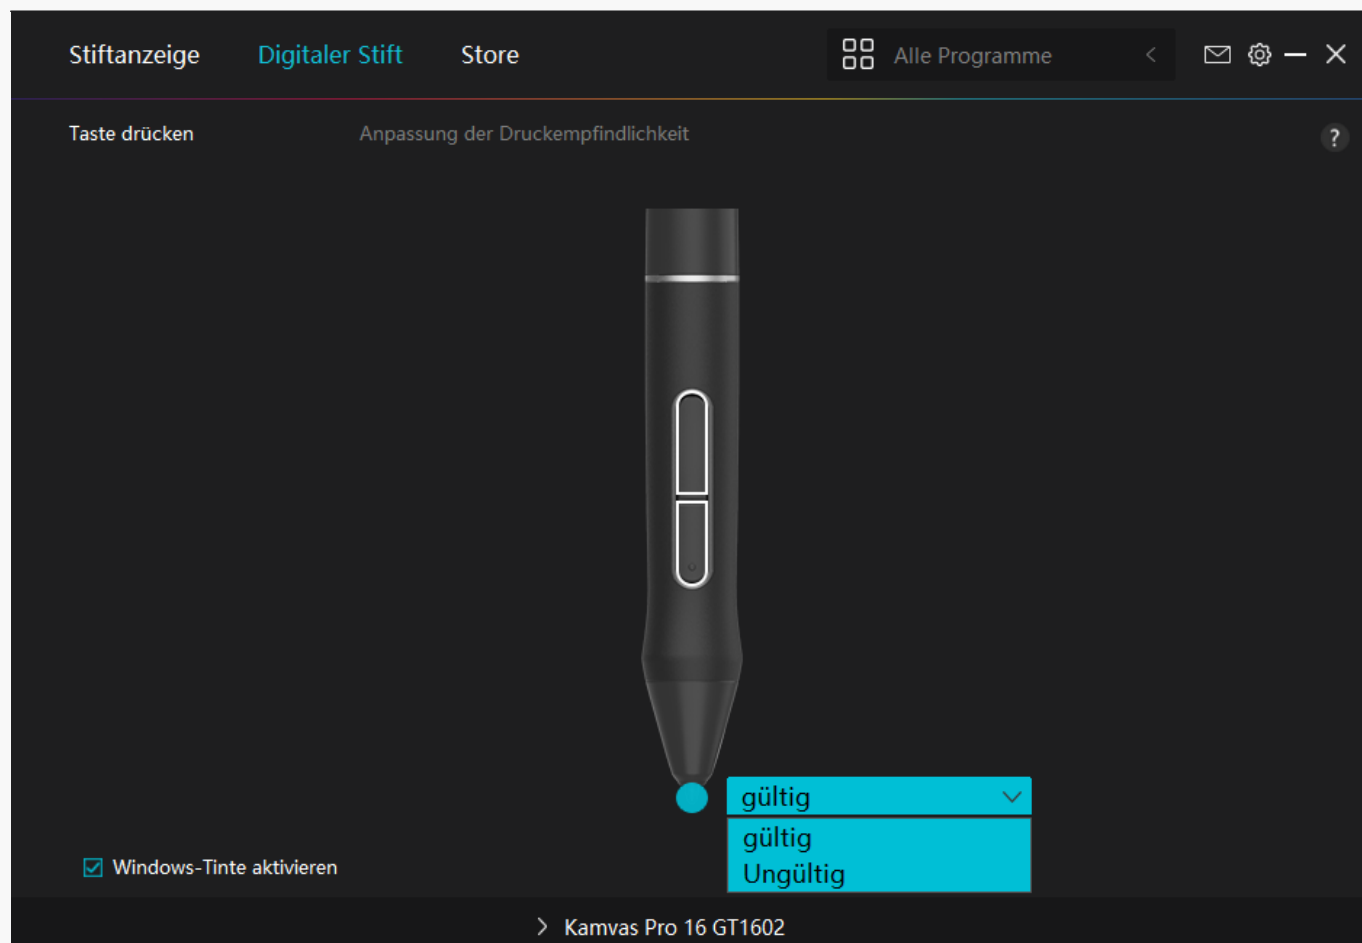 Stiftanzeige Digitaler Stift Store Alle Programme
Taste drücken Anpassung der Druckempfindlichkeit ?
gültig
gültig
Ungültig
Windows-Tinte aktivieren
Kamvas Pro 16 GT1602